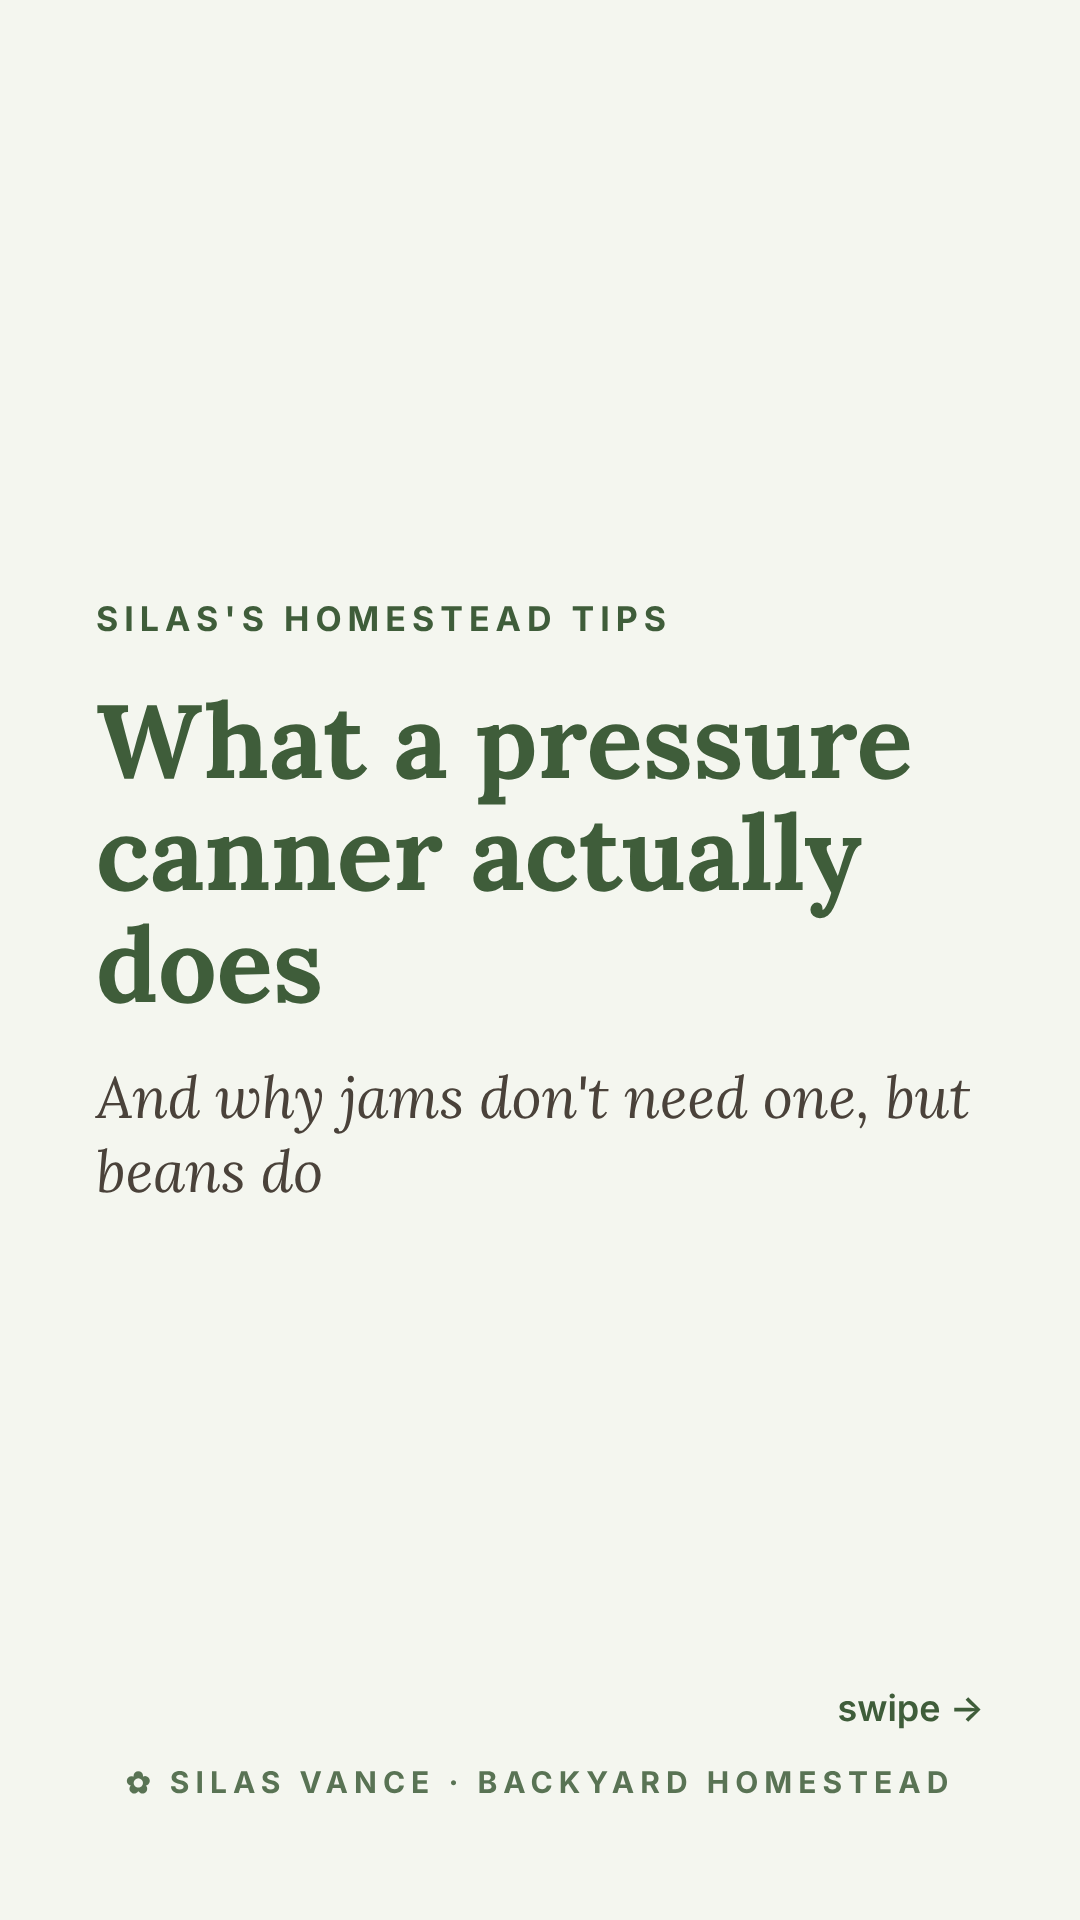 SILAS'S HOMESTEAD TIPS
What a pressure
canner actually
does
And why jams don't need one, but
beans do
swipe →
✿ SILAS VANCE · BACKYARD HOMESTEAD